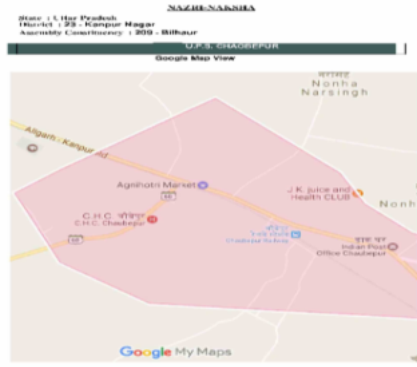 NAZRI-NAKSHA
State : Uttar Pradesh
District : 23 - Kanpur Nagar
Assembly Constituency : 209 - Bilhaur
U.P.S. CHAOBEPUR
Google Map View
Nonha
Narsingh
Aligarh - Kanpur Rd
Agnihotri Market
J.K. juice and
Health CLUB
C.H.C. चौबेपुर
C.H.C. Chaubepur
Nonh
Indian Post
Office Chaubepur
Google My Maps